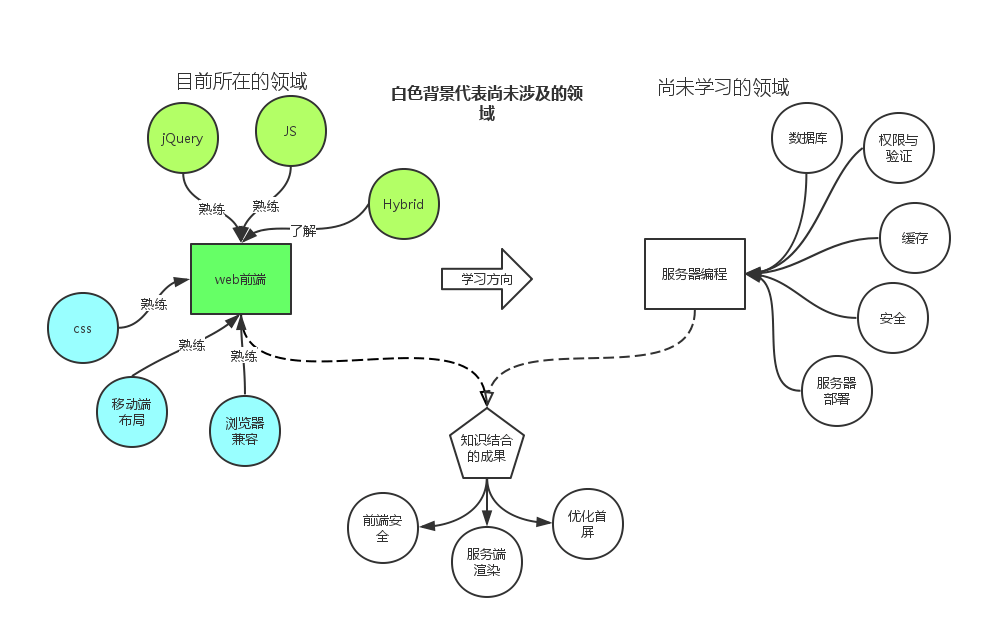 目前所在的领域
白色背景代表尚未涉及的领
域
尚未学习的领域
jQuery
JS
Hybrid
熟练
熟练
了解
web前端
css
熟练
移动端
布局
熟练
浏览器
兼容
熟练
学习方向
服务器编程
数据库
权限与
验证
缓存
安全
服务器
部署
知识结合
的成果
前端安
全
服务端
渲染
优化首
屏